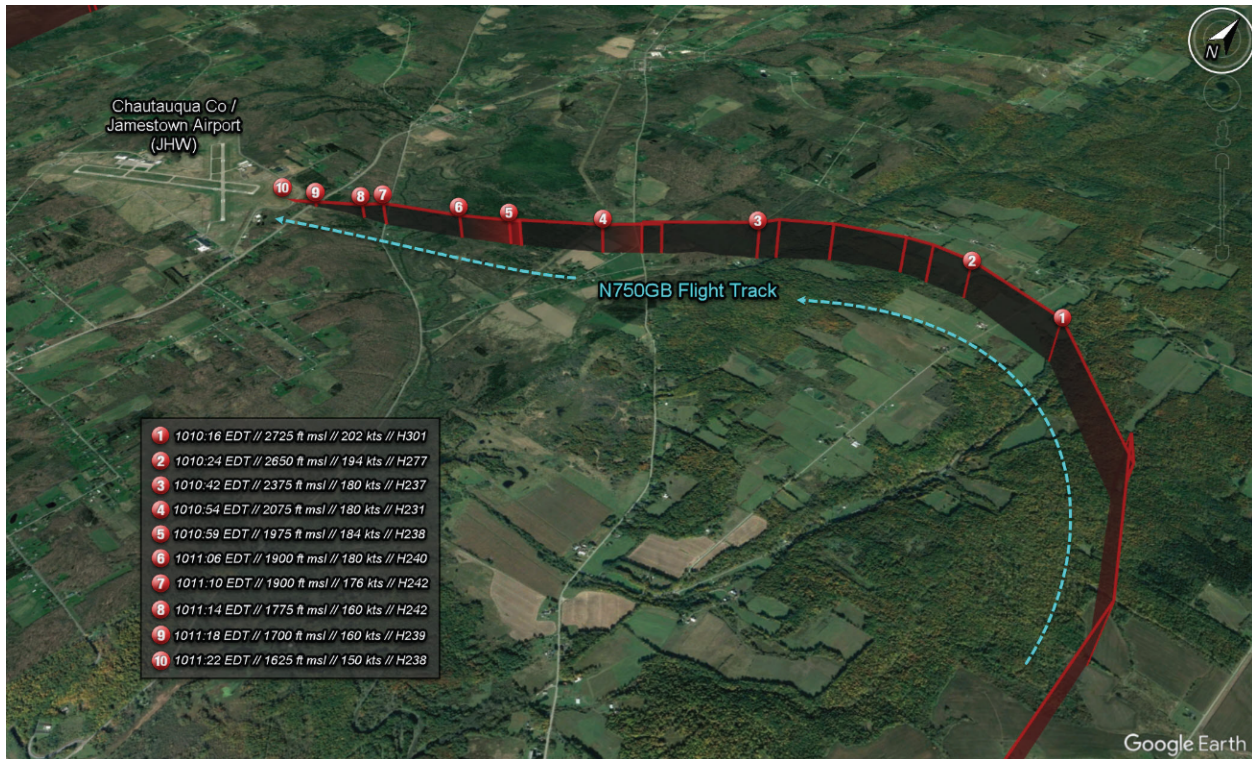 N
Chautauqua Co /
Jamestown Airport
(JHW)
10
9
8
7
6
5
4
3
2
1
N750GB Flight Track
1 1010:16 EDT // 2725 ft msl // 202 kts // H301
2 1010:24 EDT // 2650 ft msl // 194 kts // H277
3 1010:42 EDT // 2375 ft msl // 180 kts // H237
4 1010:54 EDT // 2075 ft msl // 180 kts // H231
5 1010:59 EDT // 1975 ft msl // 184 kts // H238
6 1011:06 EDT // 1900 ft msl // 180 kts // H240
7 1011:10 EDT // 1900 ft msl // 176 kts // H242
8 1011:14 EDT // 1775 ft msl // 160 kts // H242
9 1011:18 EDT // 1700 ft msl // 160 kts // H239
10 1011:22 EDT // 1625 ft msl // 150 kts // H238
Google Earth